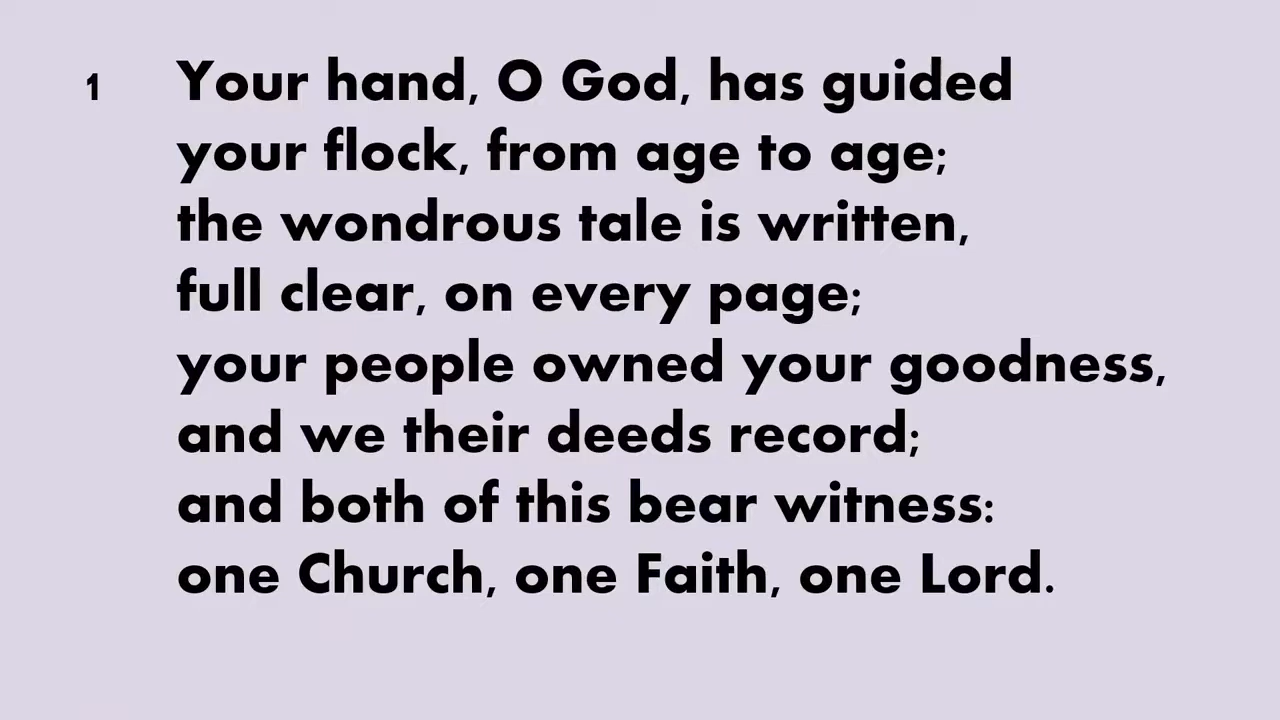 1 Your hand, O God, has guided
your flock, from age to age;
the wondrous tale is written,
full clear, on every page;
your people owned your goodness,
and we their deeds record;
and both of this bear witness:
one Church, one Faith, one Lord.